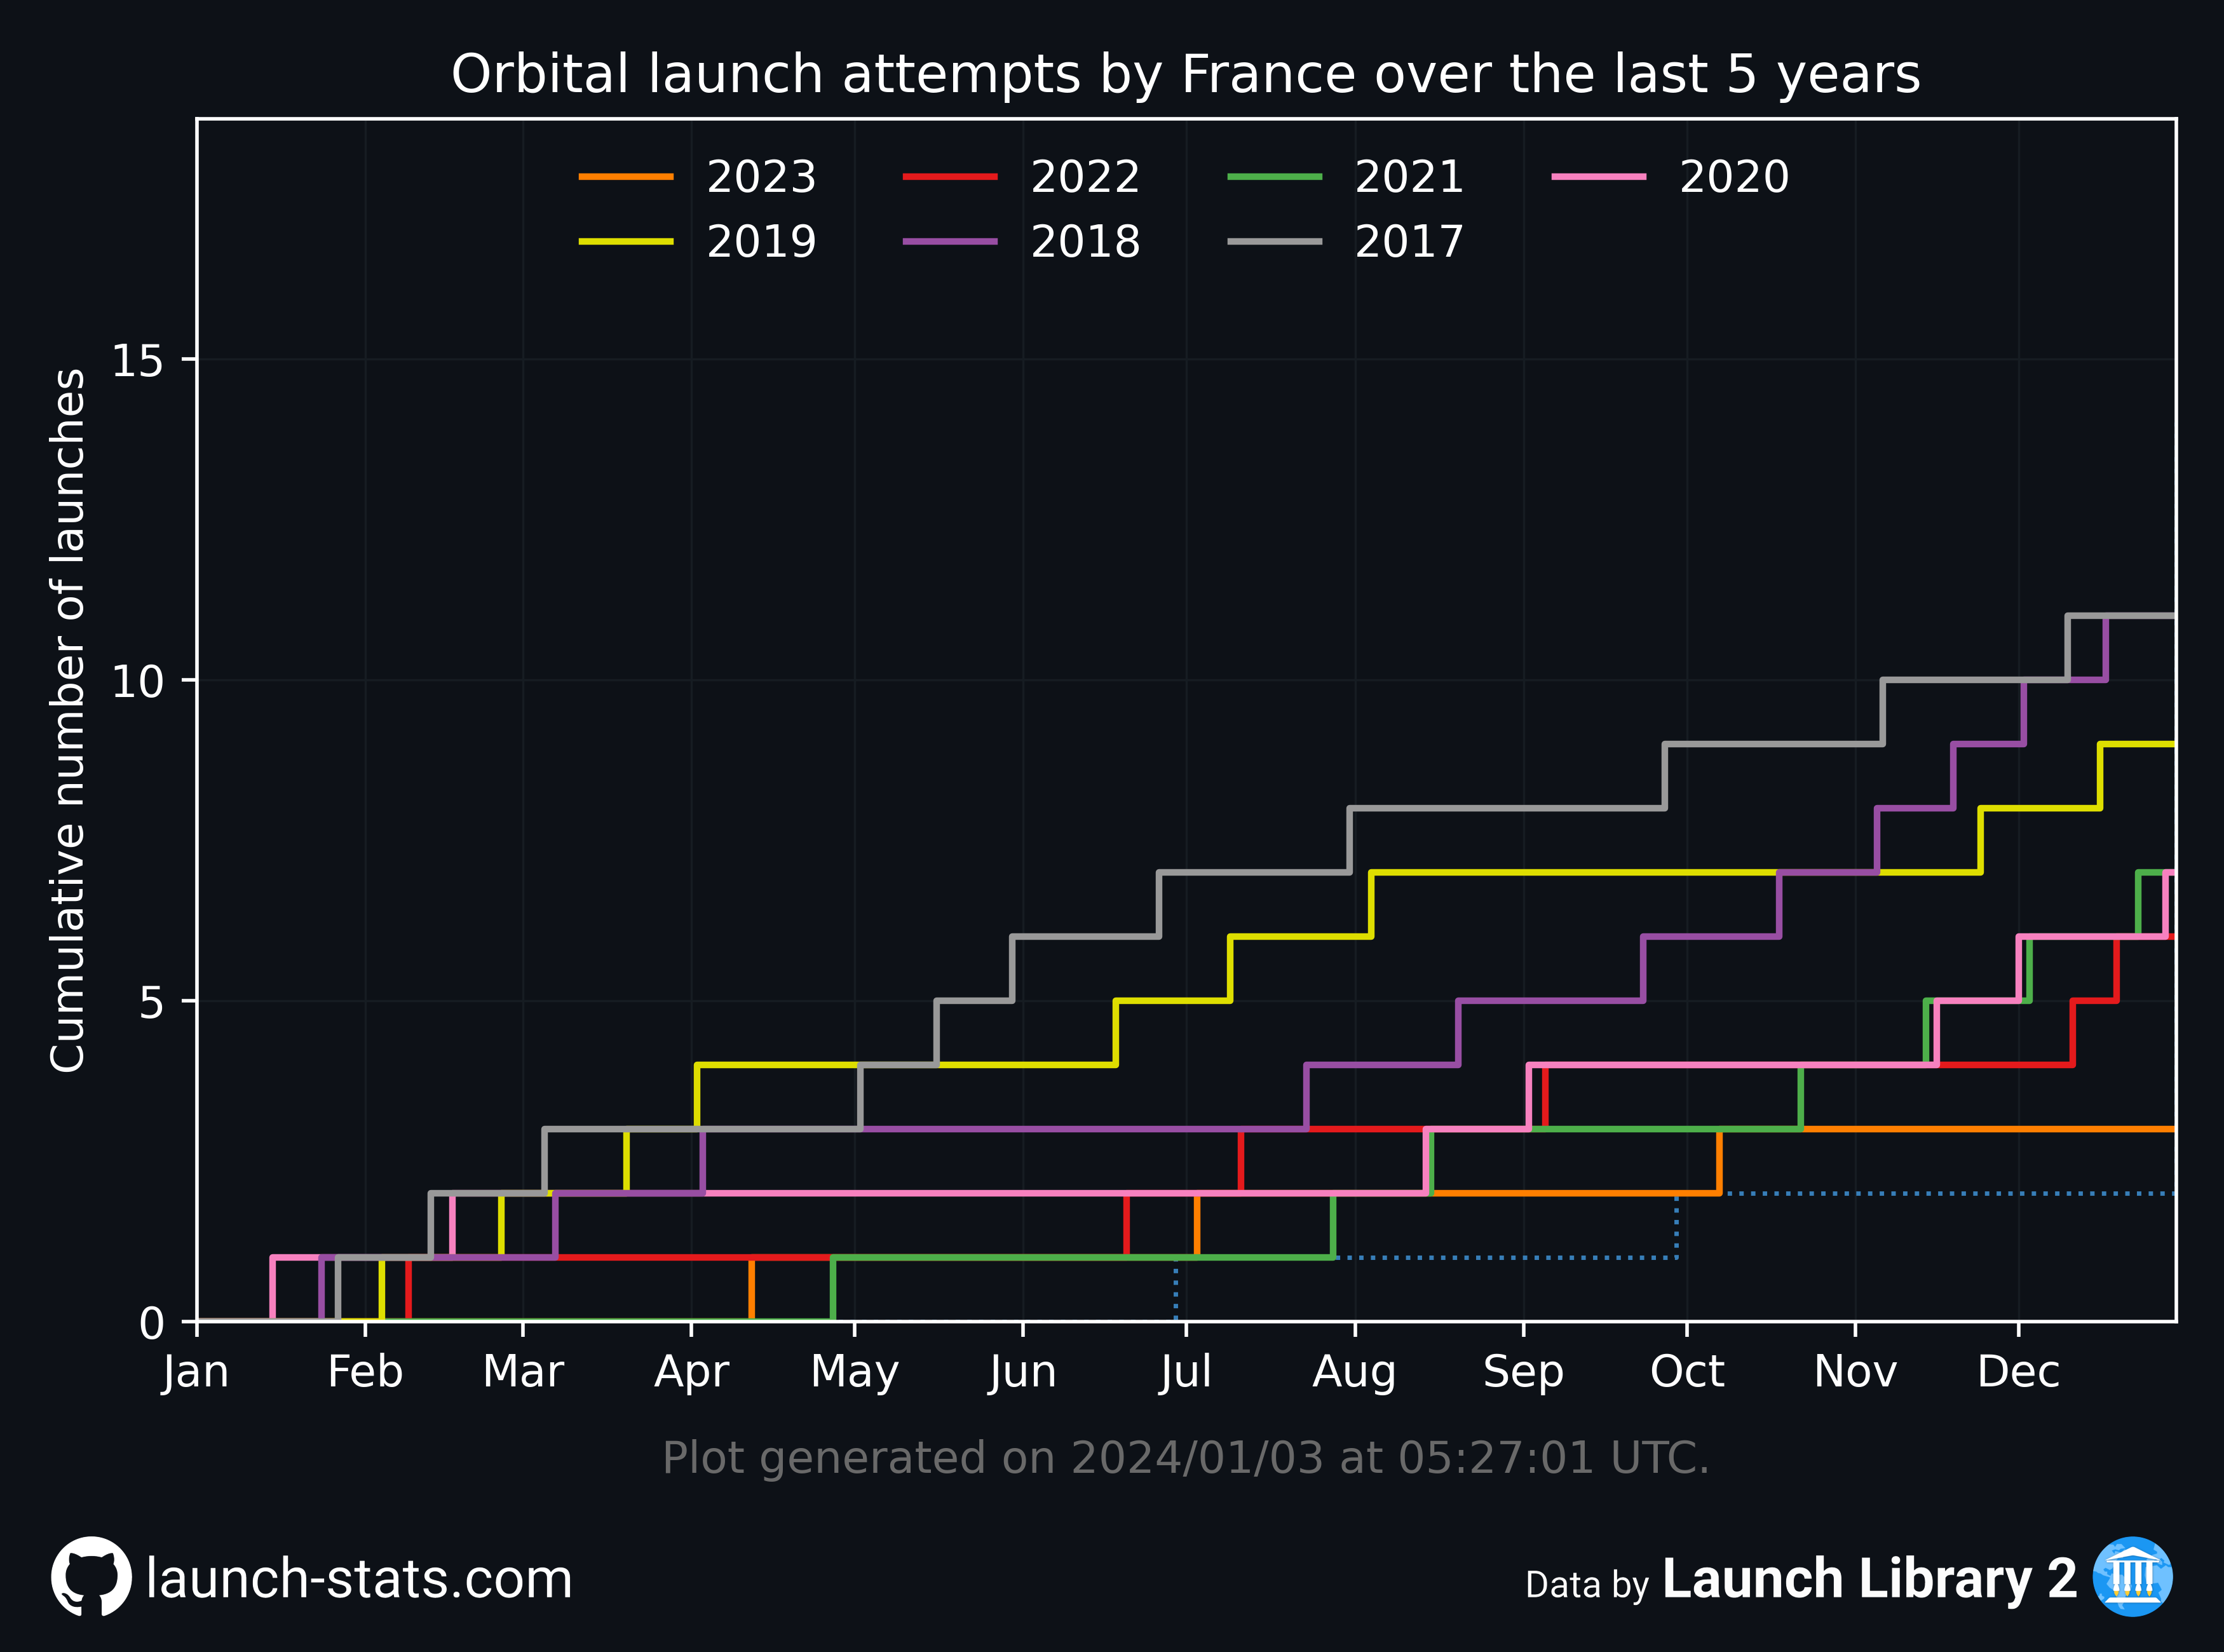 Orbital launch attempts by France over the last 5 years
2023 2022 2021 2020
2019 2018 2017
Cumulative number of launches
15
10
5
0
Jan Feb Mar Apr May Jun Jul Aug Sep Oct Nov Dec
Plot generated on 2024/01/03 at 05:27:01 UTC.
launch-stats.com
Data by Launch Library 2